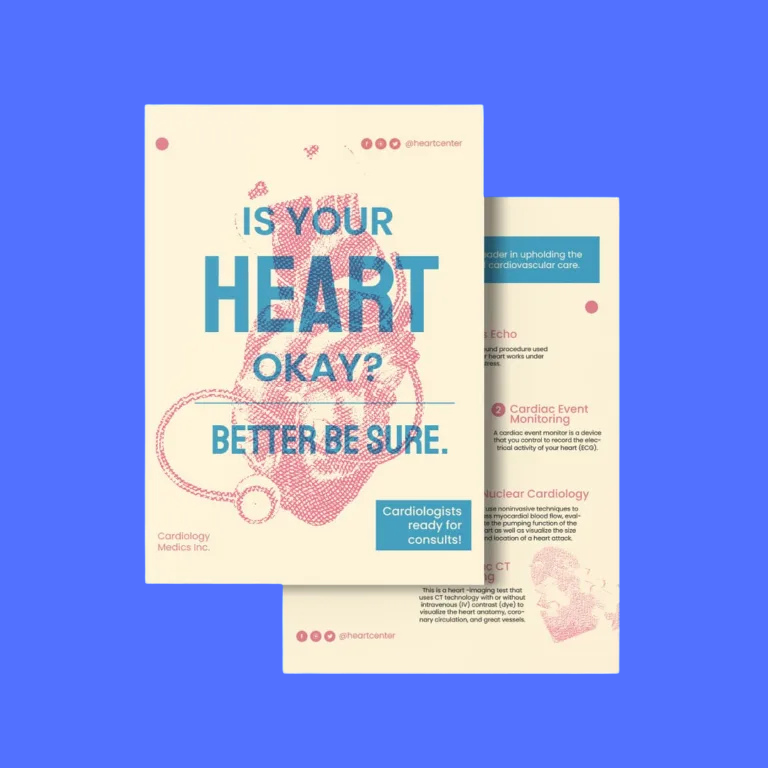 @heartcenter
IS YOUR
HEART
OKAY?
BETTER BE SURE.
Cardiologists
ready for
consults!
Cardiology
Medics Inc.
in upholding the
cardiovascular care.
Echo
procedure used
heart works under
2 Cardiac Event
Monitoring
A cardiac event monitor is a device
that you control to record the elec-
trical activity of your heart (ECG).
Nuclear Cardiology
use noninvasive techniques to
myocardial blood flow, eval-
the pumping function of the
as well as visualize the size
and location of a heart attack.
CT
This is a heart -imaging test that
uses CT technology with or without
intravenous (IV) contrast (dye) to
visualize the heart anatomy, coro-
nary circulation, and great vessels.
@heartcenter